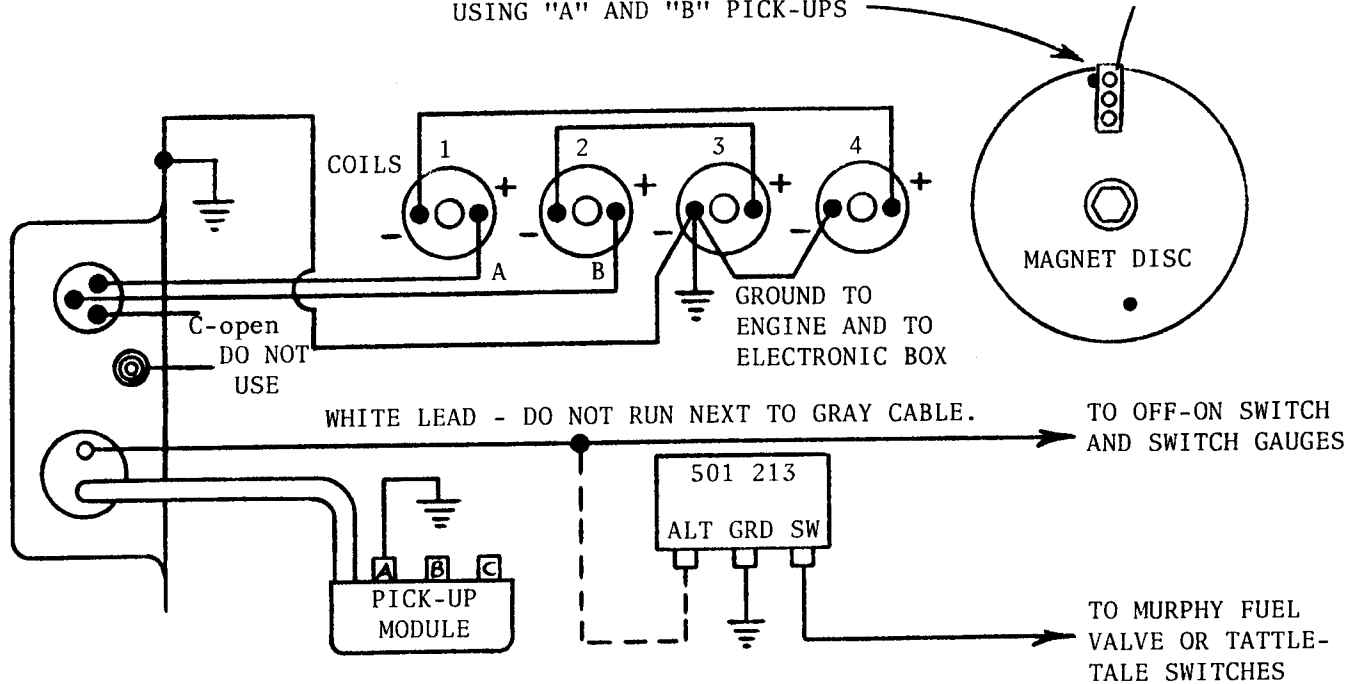 USING "A" AND "B" PICK-UPS
COILS
1
2
3
4
+
+
+
+
-
-
-
-
A
B
MAGNET DISC
C-open
DO NOT
USE
GROUND TO
ENGINE AND TO
ELECTRONIC BOX
WHITE LEAD - DO NOT RUN NEXT TO GRAY CABLE.
TO OFF-ON SWITCH
AND SWITCH GAUGES
501 213
ALT GRD SW
A B C
PICK-UP
MODULE
TO MURPHY FUEL
VALVE OR TATTLE-
TALE SWITCHES